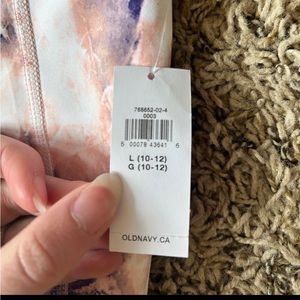 768652-02-4
0003
5 00078 43641 6
L (10-12)
G (10-12)
OLDNAVY.CA